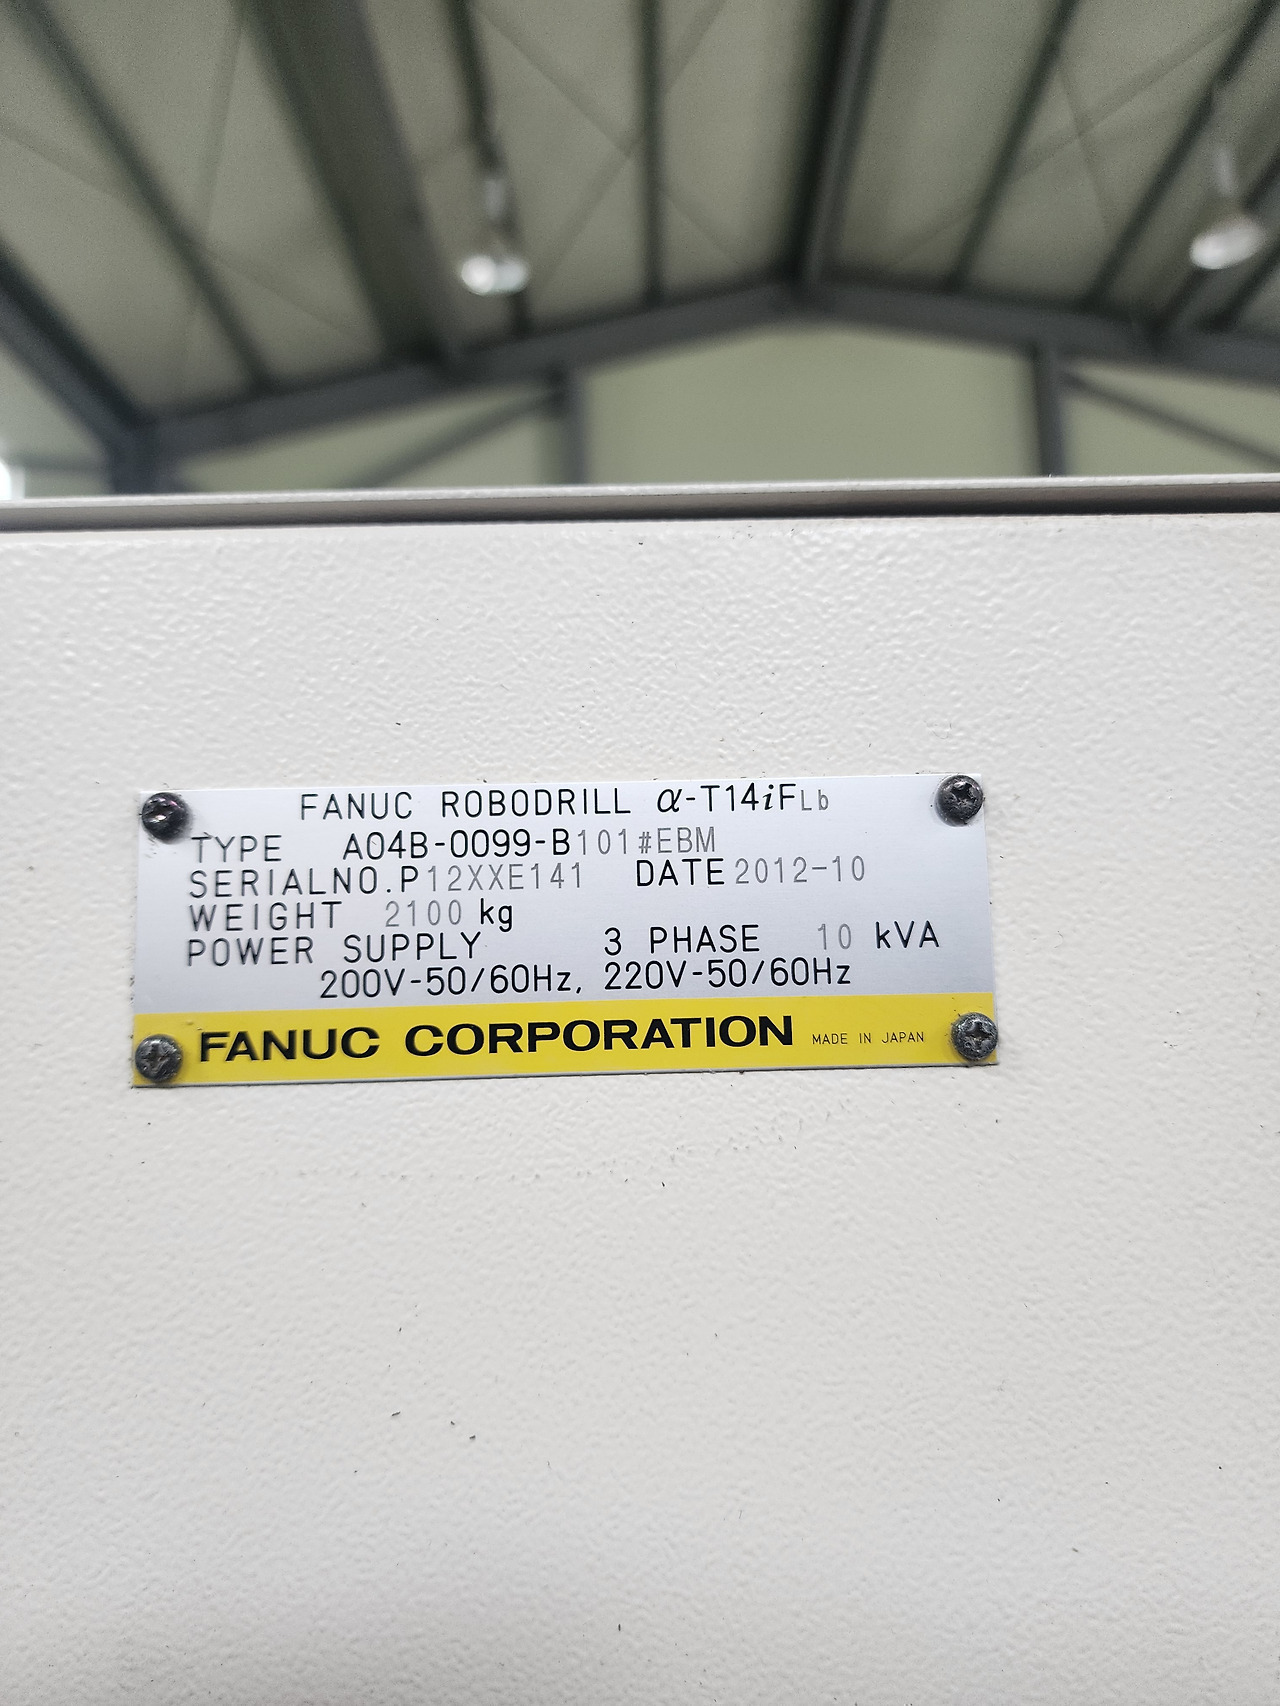 FANUC ROBODRILL α-T14iFLb
TYPE A04B-0099-B101#EBM
SERIALNO.P12XXE141 DATE 2012-10
WEIGHT 2100 kg
POWER SUPPLY 3 PHASE 10 kVA
200V-50/60Hz, 220V-50/60Hz
FANUC CORPORATION MADE IN JAPAN